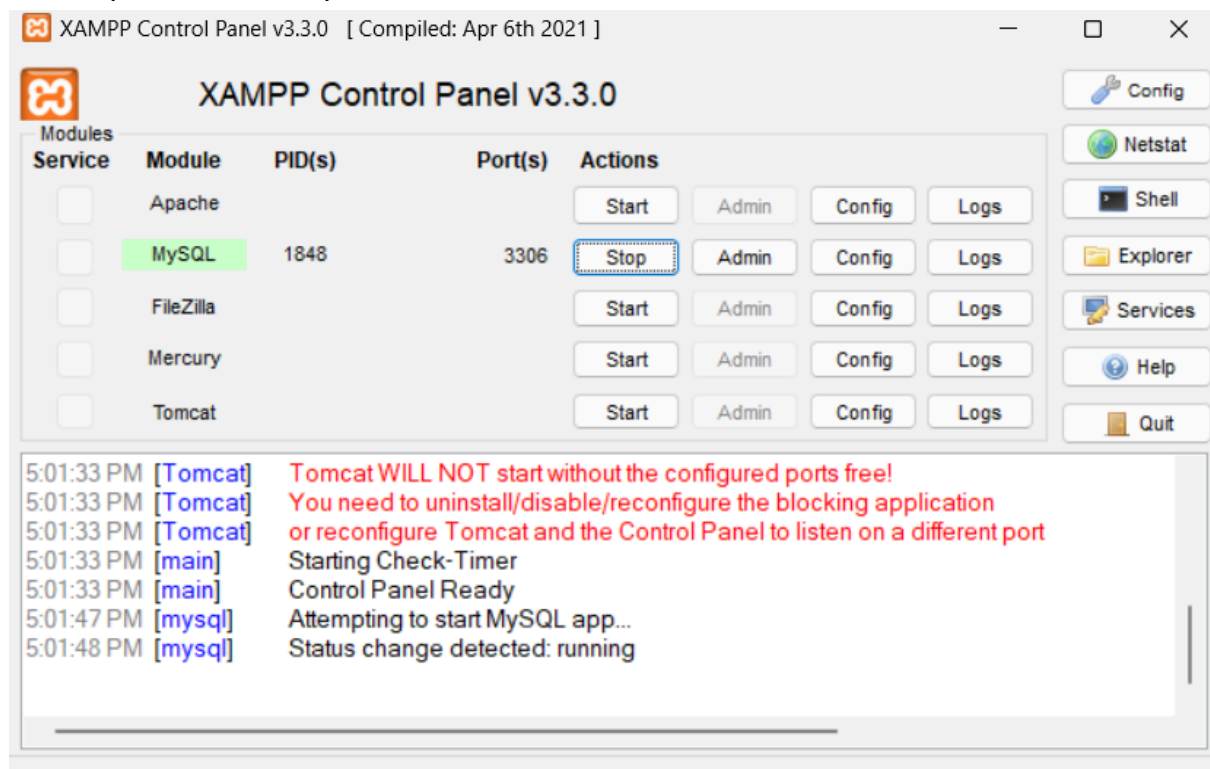 XAMPP Control Panel v3.3.0 [ Compiled: Apr 6th 2021 ]
XAMPP Control Panel v3.3.0
Config
Modules
Service Module PID(s) Port(s) Actions
Netstat
Apache Start Admin Config Logs
Shell
MySQL 1848 3306 Stop Admin Config Logs
Explorer
FileZilla Start Admin Config Logs
Services
Mercury Start Admin Config Logs
Help
Tomcat Start Admin Config Logs
Quit
5:01:33 PM [Tomcat] Tomcat WILL NOT start without the configured ports free!
5:01:33 PM [Tomcat] You need to uninstall/disable/reconfigure the blocking application
5:01:33 PM [Tomcat] or reconfigure Tomcat and the Control Panel to listen on a different port
5:01:33 PM [main] Starting Check-Timer
5:01:33 PM [main] Control Panel Ready
5:01:47 PM [mysql] Attempting to start MySQL app...
5:01:48 PM [mysql] Status change detected: running